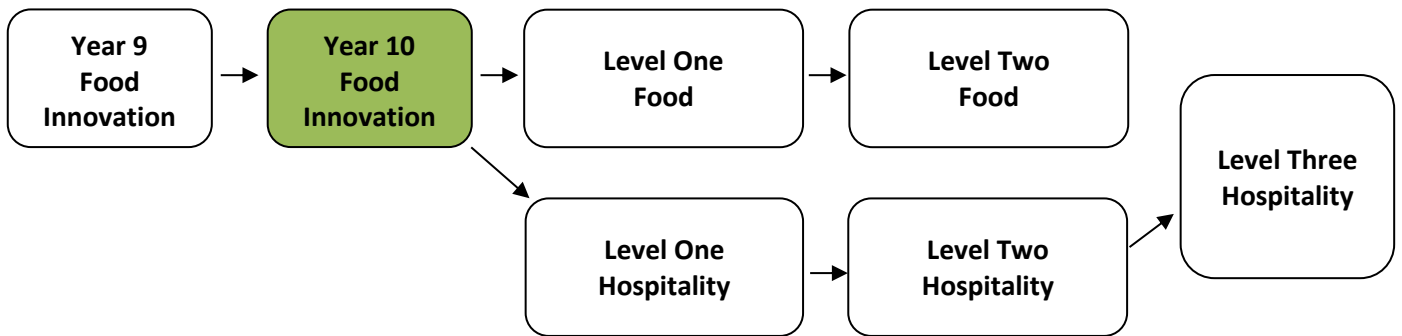 Year 9
Food
Innovation
Year 10
Food
Innovation
Level One
Food
Level Two
Food
Level Three
Hospitality
Level One
Hospitality
Level Two
Hospitality